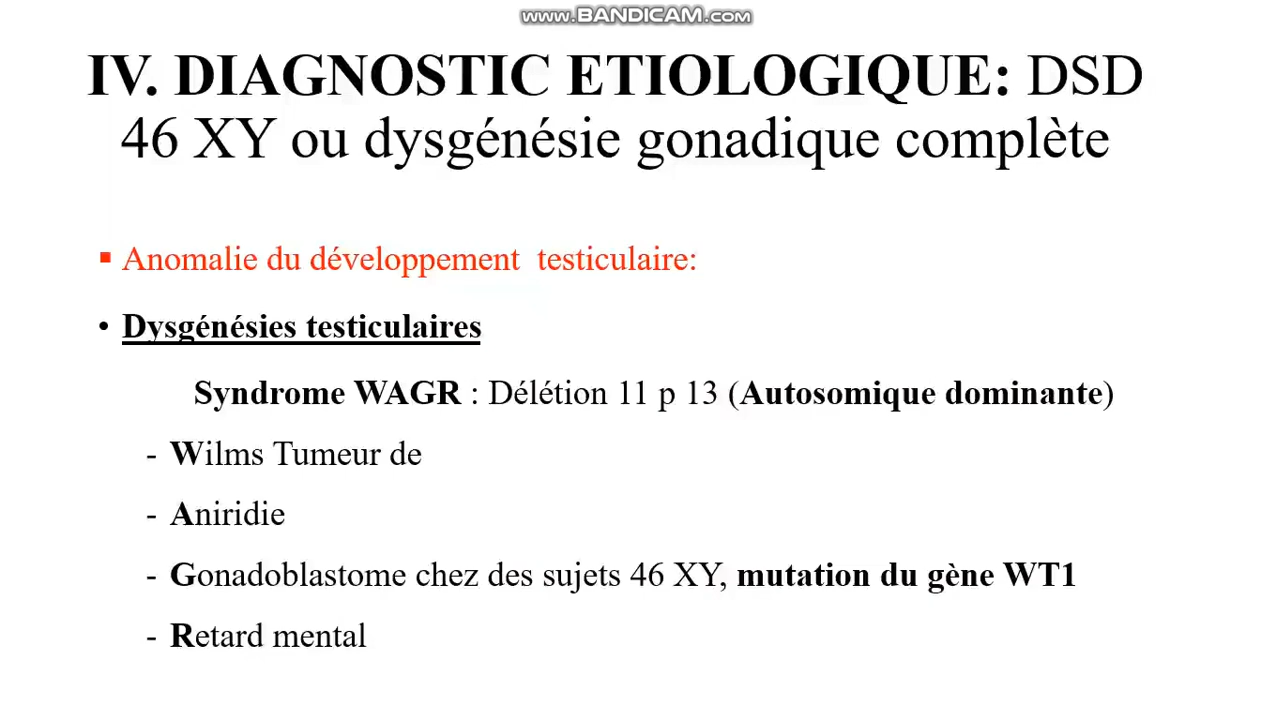 www.BANDICAM.com
IV. DIAGNOSTIC ETIOLOGIQUE: DSD
46 XY ou dysgénésie gonadique complète
▪ Anomalie du développement  testiculaire:
• Dysgénésies testiculaires
Syndrome WAGR : Délétion 11 p 13 (Autosomique dominante)
- Wilms Tumeur de
- Aniridie
- Gonadoblastome chez des sujets 46 XY, mutation du gène WT1
- Retard mental